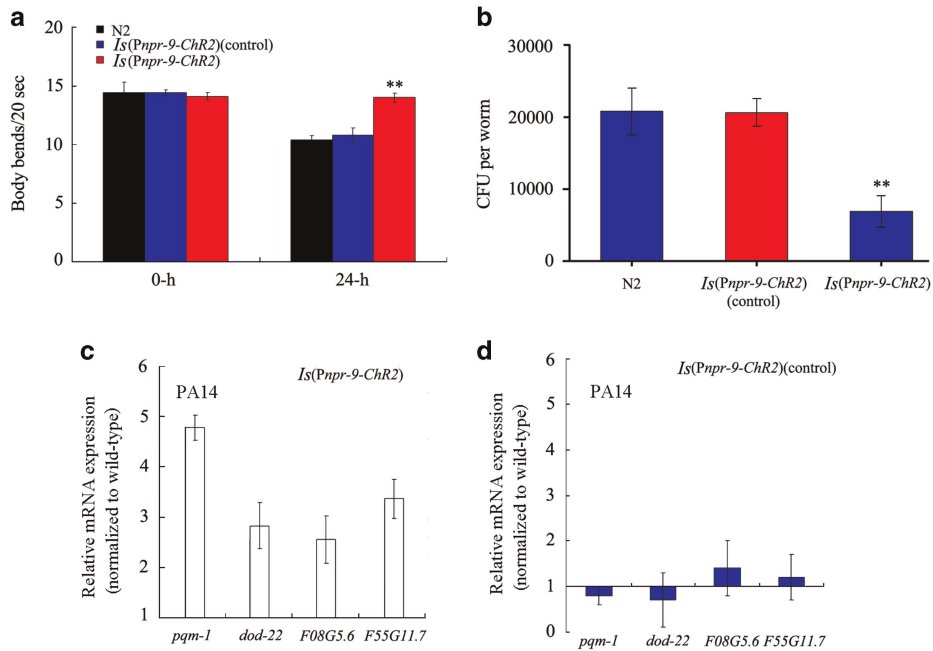 a
N2
Is(Pnpr-9-ChR2)(control)
Is(Pnpr-9-ChR2)
Body bends/20 sec
20
15
10
15
0
**
0-h
24-h
b
CFU per worm
30000
20000
10000
0
**
N2
Is(Pnpr-9-ChR2)
(control)
Is(Pnpr-9-ChR2)
c
Is(Pnpr-9-ChR2)
PA14
Relative mRNA expression
(normalized to wild-type)
6
5
4
3
2
1
pqm-1
dod-22
F08G5.6
F55G11.7
d
Is(Pnpr-9-ChR2)(control)
PA14
Relative mRNA expression
(normalized to wild-type)
6
5
4
3
2
1
0
pqm-1
dod-22
F08G5.6
F55G11.7